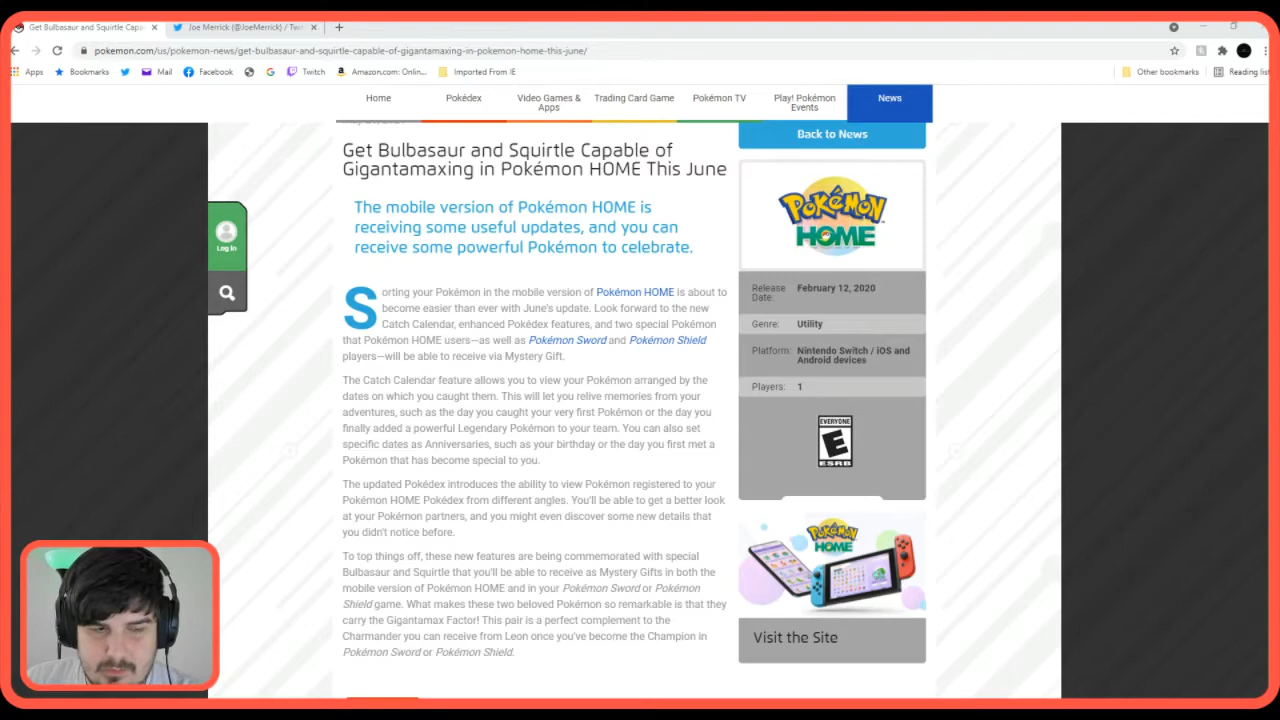 Get Bulbasaur and Squirtle Capa
Joe Merrick (@JoeMerrick) / Twi
pokemon.com/us/pokemon-news/get-bulbasaur-and-squirtle-capable-of-gigantamaxing-in-pokemon-home-this-june/
Apps
Bookmarks
Mail
Facebook
Twitch
Amazon.com: Onlin...
Imported From IE
Other bookmarks
Reading list
Home
Pokédex
Video Games &
Apps
Trading Card Game
Pokémon TV
Play! Pokémon
Events
News
Log In
Get Bulbasaur and Squirtle Capable of
Gigantamaxing in Pokémon HOME This June
The mobile version of Pokémon HOME is
receiving some useful updates, and you can
receive some powerful Pokémon to celebrate.
Sorting your Pokémon in the mobile version of Pokémon HOME is about to
become easier than ever with June's update. Look forward to the new
Catch Calendar, enhanced Pokédex features, and two special Pokémon
that Pokémon HOME users—as well as Pokémon Sword and Pokémon Shield
players—will be able to receive via Mystery Gift.
The Catch Calendar feature allows you to view your Pokémon arranged by the
dates on which you caught them. This will let you relive memories from your
adventures, such as the day you caught your very first Pokémon or the day you
finally added a powerful Legendary Pokémon to your team. You can also set
specific dates as Anniversaries, such as your birthday or the day you first met a
Pokémon that has become special to you.
The updated Pokédex introduces the ability to view Pokémon registered to your
Pokémon HOME Pokédex from different angles. You'll be able to get a better look
at your Pokémon partners, and you might even discover some new details that
you didn't notice before.
To top things off, these new features are being commemorated with special
Bulbasaur and Squirtle that you'll be able to receive as Mystery Gifts in both the
mobile version of Pokémon HOME and in your Pokémon Sword or Pokémon
Shield game. What makes these two beloved Pokémon so remarkable is that they
carry the Gigantamax Factor! This pair is a perfect complement to the
Charmander you can receive from Leon once you've become the Champion in
Pokémon Sword or Pokémon Shield.
Back to News
POKéMON
HOME
Release
Date:
February 12, 2020
Genre:
Utility
Platform:
Nintendo Switch / iOS and
Android devices
Players:
1
EVERYONE
E
ESRB
POKéMON
HOME
Visit the Site